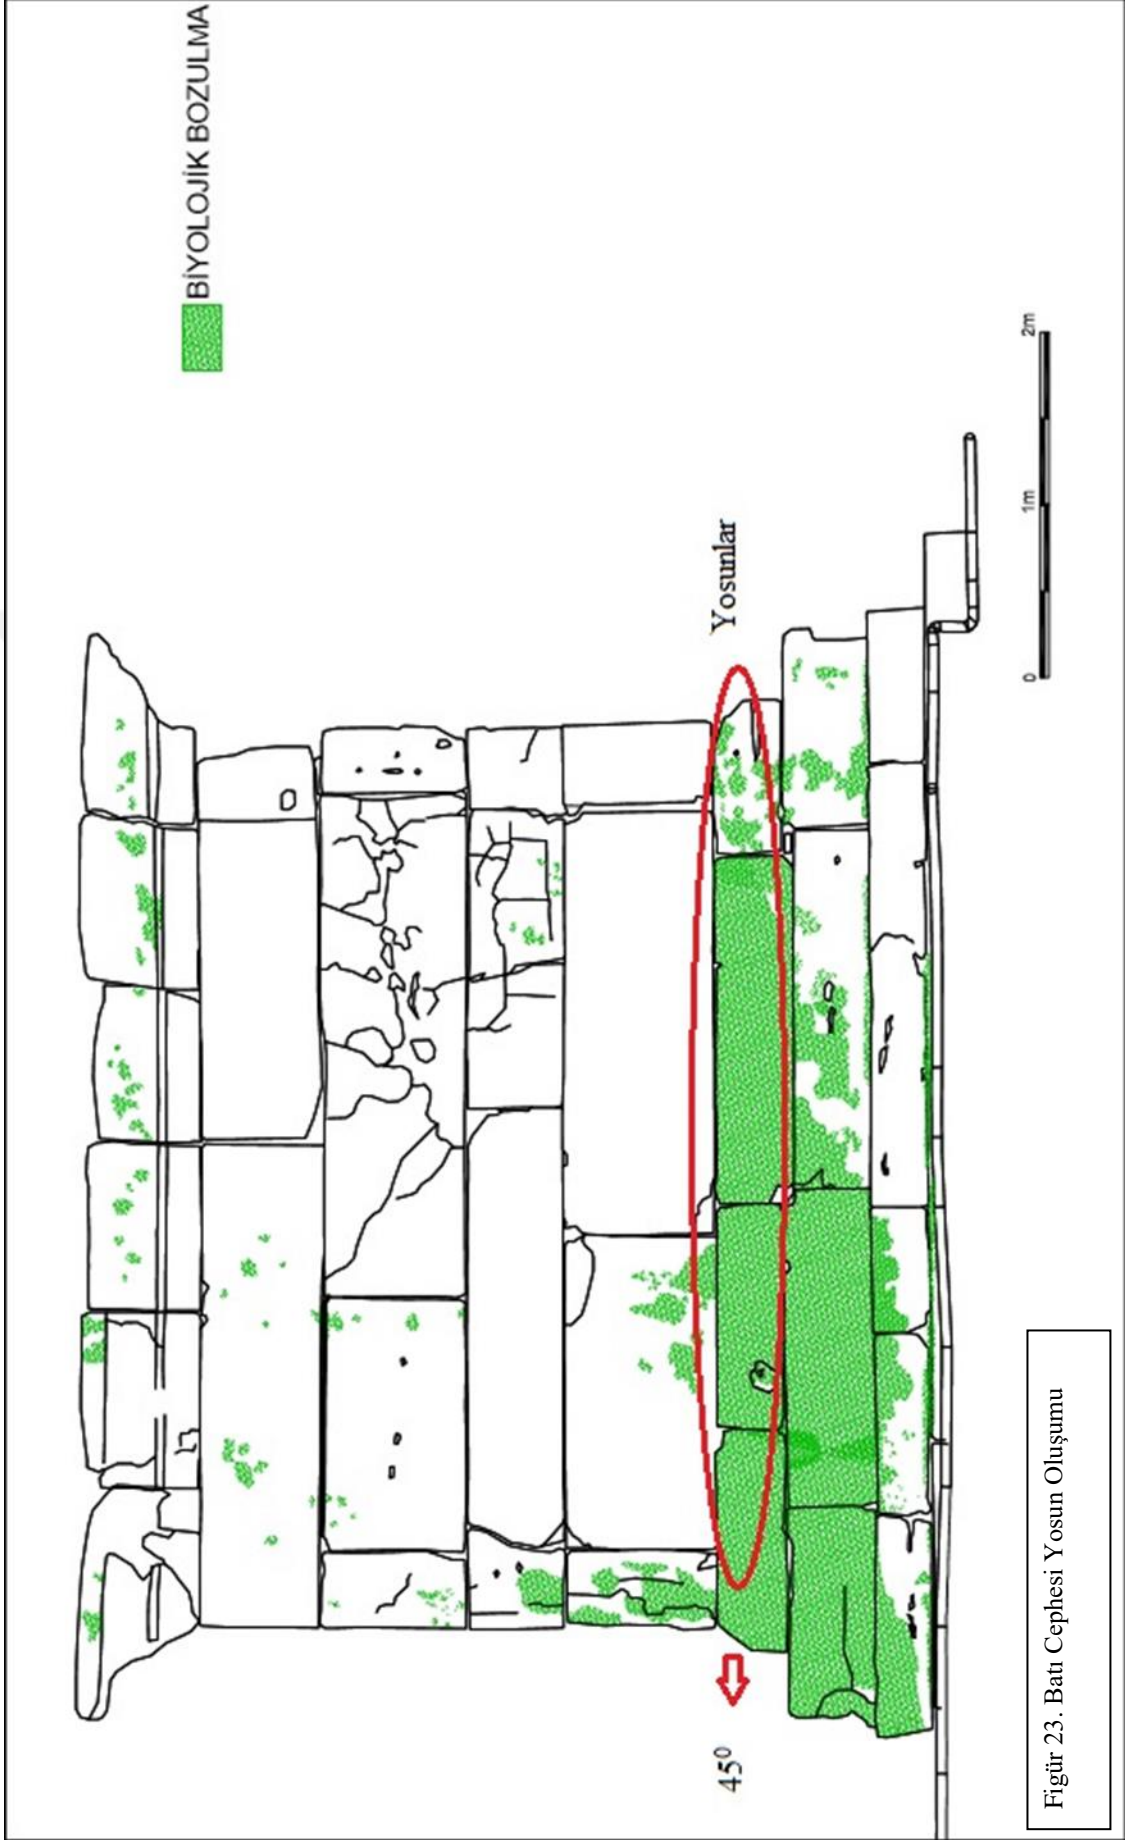 BİYOLOJİK BOZULMA
Yosunlar
45⁰
0 1m 2m
Figür 23. Batı Cephesi Yosun Oluşumu